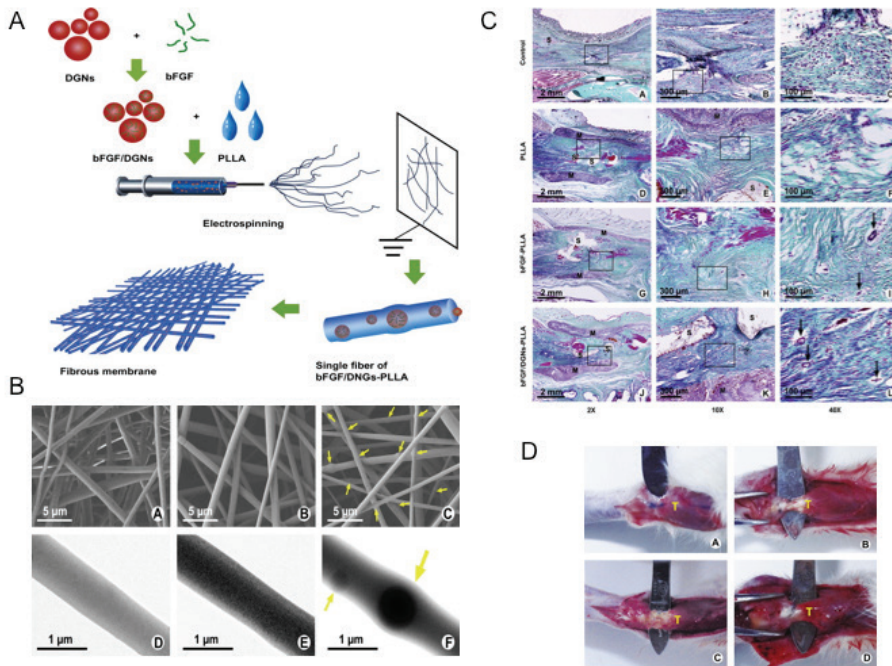 A
DGNs
+
bFGF
bFGF/DGNs
+
PLLA
Electrospinning
Fibrous membrane
Single fiber of
bFGF/DNGs-PLLA
B
5 µm
A
5 µm
B
5 µm
C
1 µm
D
1 µm
E
1 µm
F
C
Control
S
2 mm
A
300 µm
B
100 µm
C
PLLA
M
S
M
2 mm
D
M
S
300 µm
E
100 µm
F
bFGF-PLLA
M
S
M
2 mm
G
300 µm
H
100 µm
I
bFGF/DGNs-PLLA
M
M
2 mm
J
S
S
M
300 µm
K
100 µm
L
2X
10X
40X
D
T
A
T
B
T
C
T
D